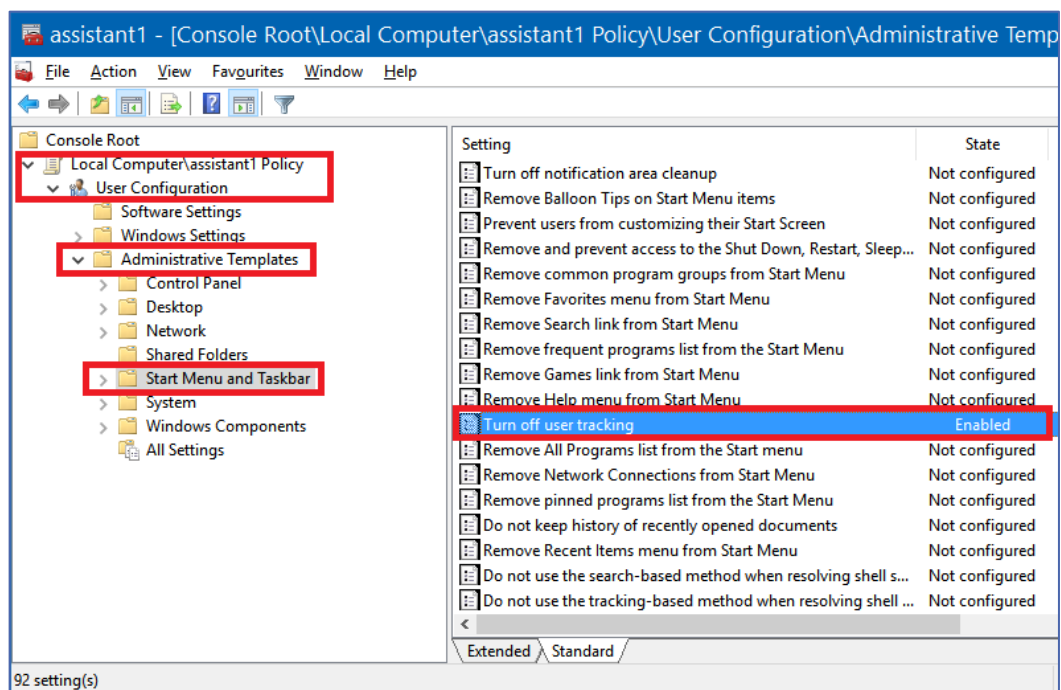 assistant1 - [Console Root\Local Computer\assistant1 Policy\User Configuration\Administrative Temp
File Action View Favourites Window Help
Console Root
Local Computer\assistant1 Policy
User Configuration
Software Settings
Windows Settings
Administrative Templates
Control Panel
Desktop
Network
Shared Folders
Start Menu and Taskbar
System
Windows Components
All Settings
Setting State
Turn off notification area cleanup Not configured
Remove Balloon Tips on Start Menu items Not configured
Prevent users from customizing their Start Screen Not configured
Remove and prevent access to the Shut Down, Restart, Sleep... Not configured
Remove common program groups from Start Menu Not configured
Remove Favorites menu from Start Menu Not configured
Remove Search link from Start Menu Not configured
Remove frequent programs list from the Start Menu Not configured
Remove Games link from Start Menu Not configured
Remove Help menu from Start Menu Not configured
Turn off user tracking Enabled
Remove All Programs list from the Start menu Not configured
Remove Network Connections from Start Menu Not configured
Remove pinned programs list from the Start Menu Not configured
Do not keep history of recently opened documents Not configured
Remove Recent Items menu from Start Menu Not configured
Do not use the search-based method when resolving shell s... Not configured
Do not use the tracking-based method when resolving shell ... Not configured
Extended Standard
92 setting(s)